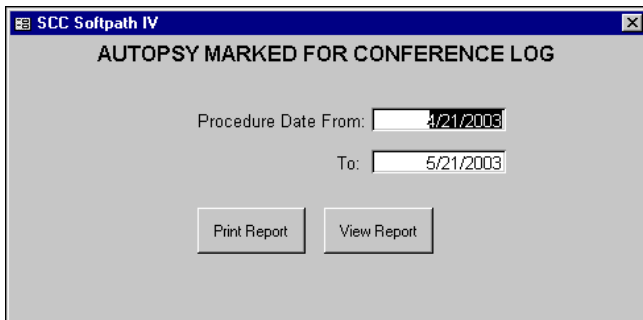 SCC Softpath IV
AUTOPSY MARKED FOR CONFERENCE LOG
Procedure Date From: 4/21/2003
To: 5/21/2003
Print Report View Report